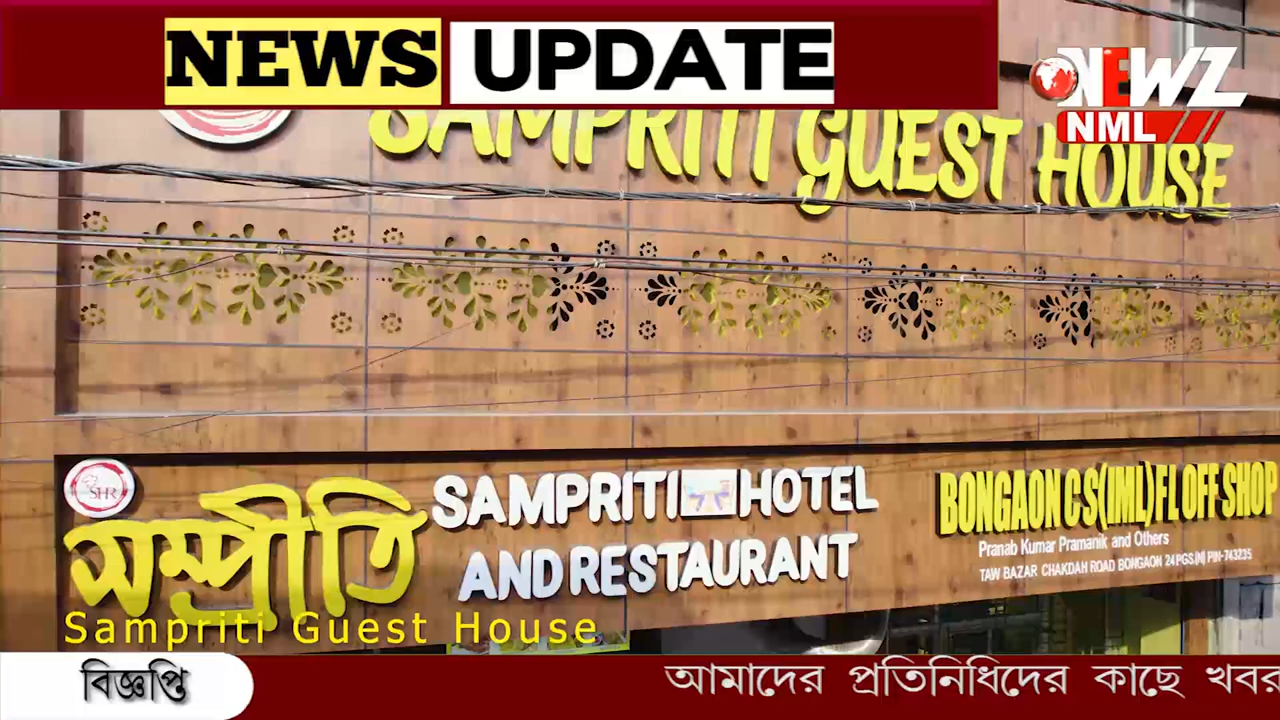 NEWS UPDATE
NEWZ
NML
SAMPRITI GUEST HOUSE
SHR
সম্প্রীতি
SAMPRITI HOTEL
AND RESTAURANT
BONGAON C S(IML) F L OFF SHOP
Pranab Kumar Pramanik and Others
TAW BAZAR CHAKDAH ROAD BONGAON 24 PGS.(N) PIN-743235
Sampriti Guest House
বিজ্ঞপ্তি
আমাদের প্রতিনিধিদের কাছে খবর